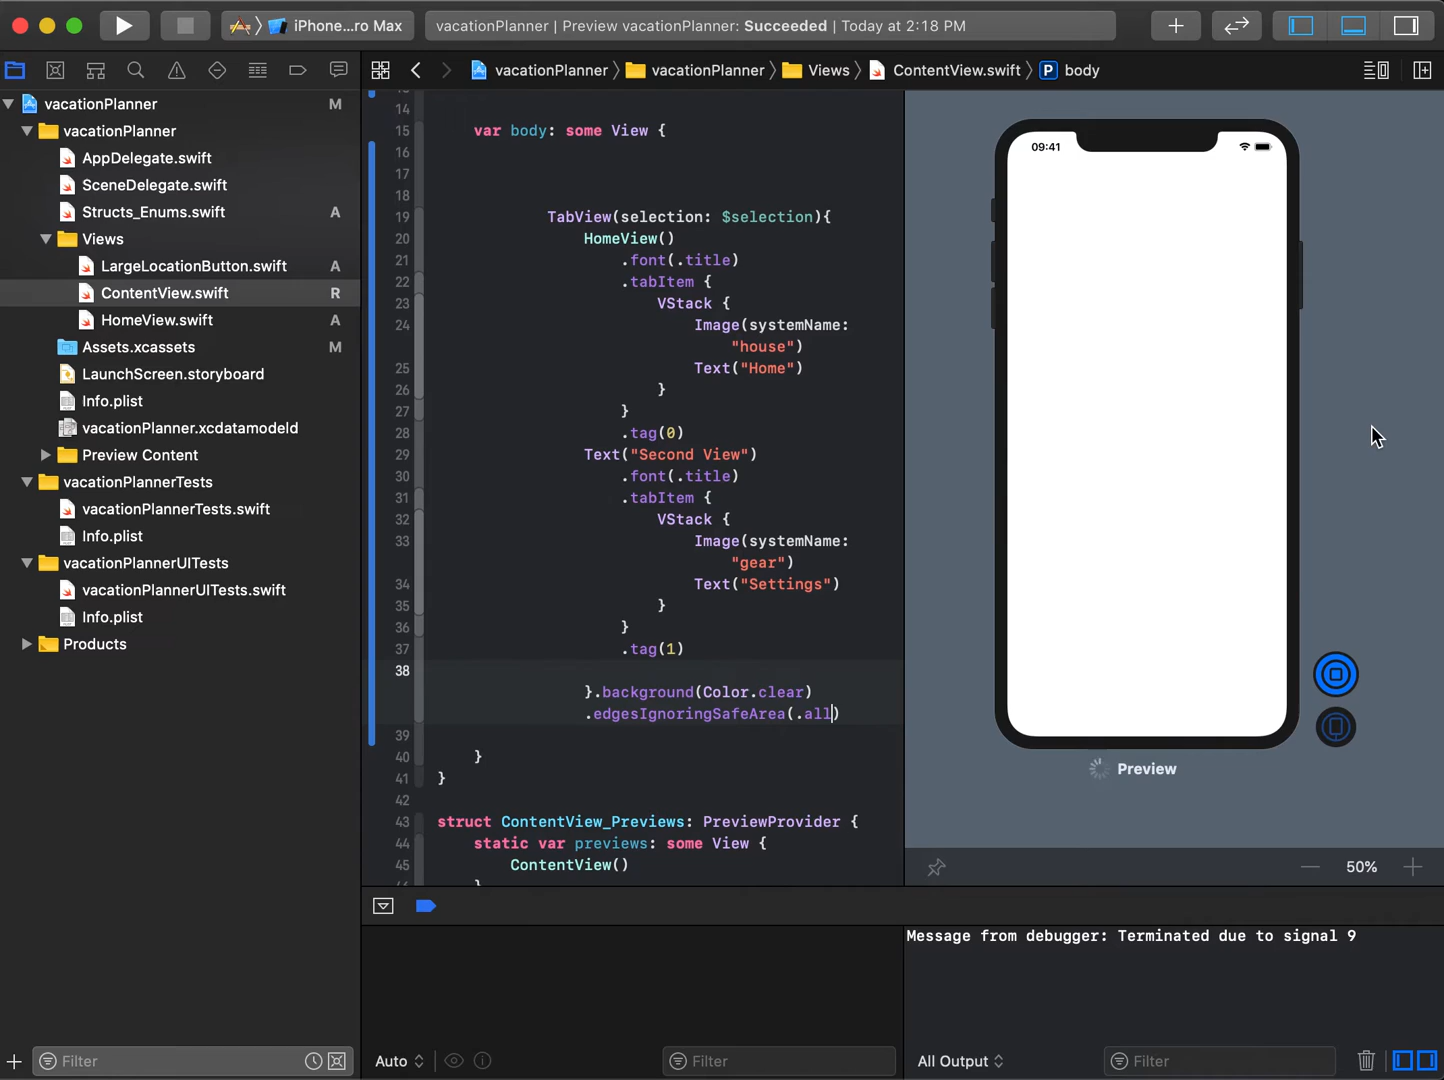 iPhone...ro Max
vacationPlanner | Preview vacationPlanner: Succeeded | Today at 2:18 PM
vacationPlanner
vacationPlanner
Views
ContentView.swift
P
body
vacationPlanner M
vacationPlanner
AppDelegate.swift
SceneDelegate.swift
Structs_Enums.swift A
Views
LargeLocationButton.swift A
ContentView.swift R
HomeView.swift A
Assets.xcassets M
LaunchScreen.storyboard
Info.plist
vacationPlanner.xcdatamodeld
Preview Content
vacationPlannerTests
vacationPlannerTests.swift
Info.plist
vacationPlannerUITests
vacationPlannerUITests.swift
Info.plist
Products
Filter
14
15 var body: some View {
16
17
18
19 TabView(selection: $selection){
20 HomeView()
21 .font(.title)
22 .tabItem {
23 VStack {
24 Image(systemName:
"house")
25 Text("Home")
26 }
27 }
28 .tag(0)
29 Text("Second View")
30 .font(.title)
31 .tabItem {
32 VStack {
33 Image(systemName:
"gear")
34 Text("Settings")
35 }
36 }
37 .tag(1)
38
}.background(Color.clear)
.edgesIgnoringSafeArea(.all)
39
40 }
41 }
42
43 struct ContentView_Previews: PreviewProvider {
44 static var previews: some View {
45 ContentView()
09:41
Preview
50%
Message from debugger: Terminated due to signal 9
Auto
Filter
All Output
Filter